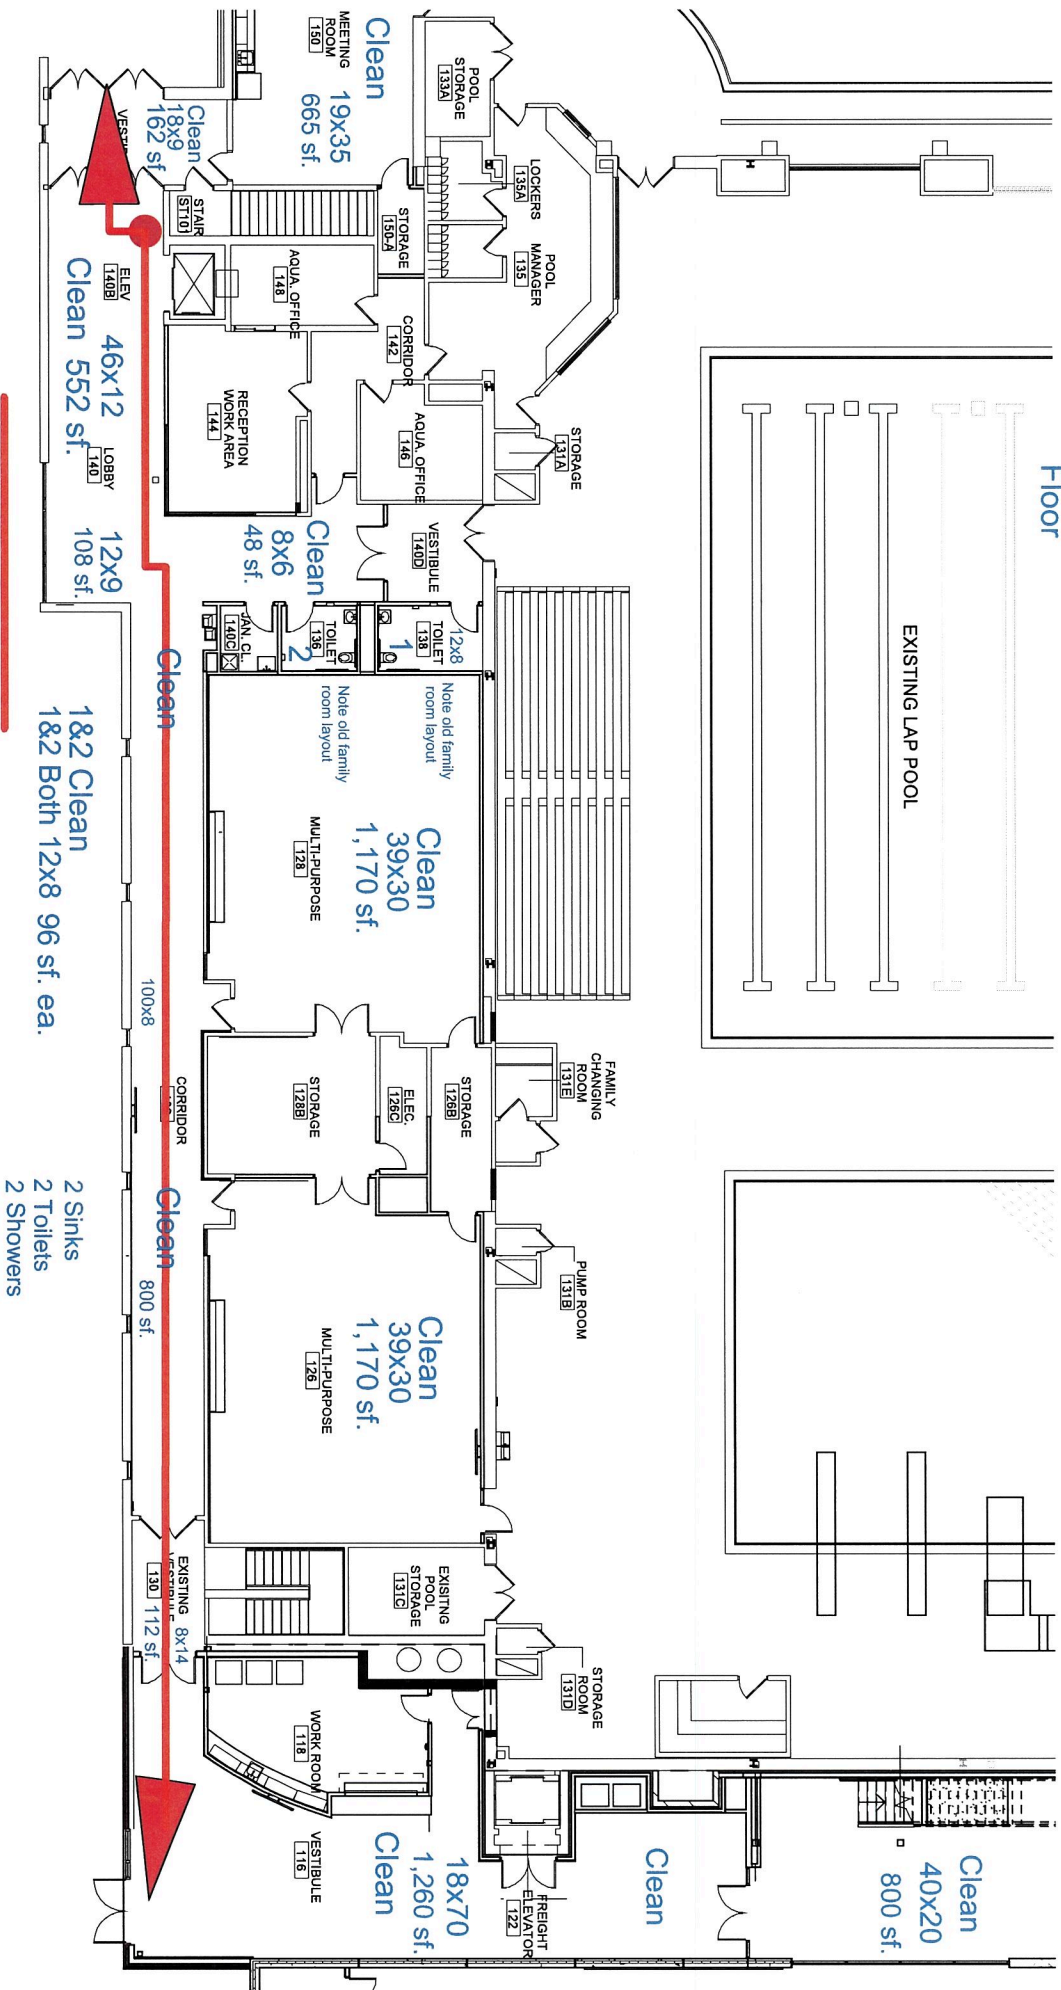 Floor
MEETING
ROOM
150
Clean
19x35
665 sf.
POOL
STORAGE
133A
Clean
18x9
162 sf
STAIR
ST101
STORAGE
150-A
LOCKERS
135A
POOL
MANAGER
135
ELEV
140B
Clean
46x12
552 sf.
AQUA. OFFICE
148
CORRIDOR
142
RECEPTION
WORK AREA
144
AQUA. OFFICE
146
STORAGE
131A
LOBBY
140
12x9
108 sf.
Clean
8x6
48 sf.
VESTIBULE
140D
JAN. CL.
140C
TOILET
136
2
TOILET
138
1
12x8
EXISTING LAP POOL
Clean
1&2 Clean
1&2 Both 12x8 96 sf. ea.
Note old family
room layout
Note old family
room layout
MULTI-PURPOSE
128
Clean
39x30
1,170 sf.
100x8
CORRIDOR
STORAGE
128B
ELEC.
126C
STORAGE
126B
FAMILY
CHANGING
ROOM
131E
2 Sinks
2 Toilets
2 Showers
Clean
800 sf.
PUMP ROOM
131B
MULTI-PURPOSE
126
Clean
39x30
1,170 sf.
EXISTING
VESTIBULE
130
8x14
112 sf.
EXISITNG
POOL
STORAGE
131C
STORAGE
ROOM
131D
WORK ROOM
118
VESTIBULE
116
18x70
1,260 sf.
Clean
FREIGHT
ELEVATOR
122
Clean
Clean
40x20
800 sf.